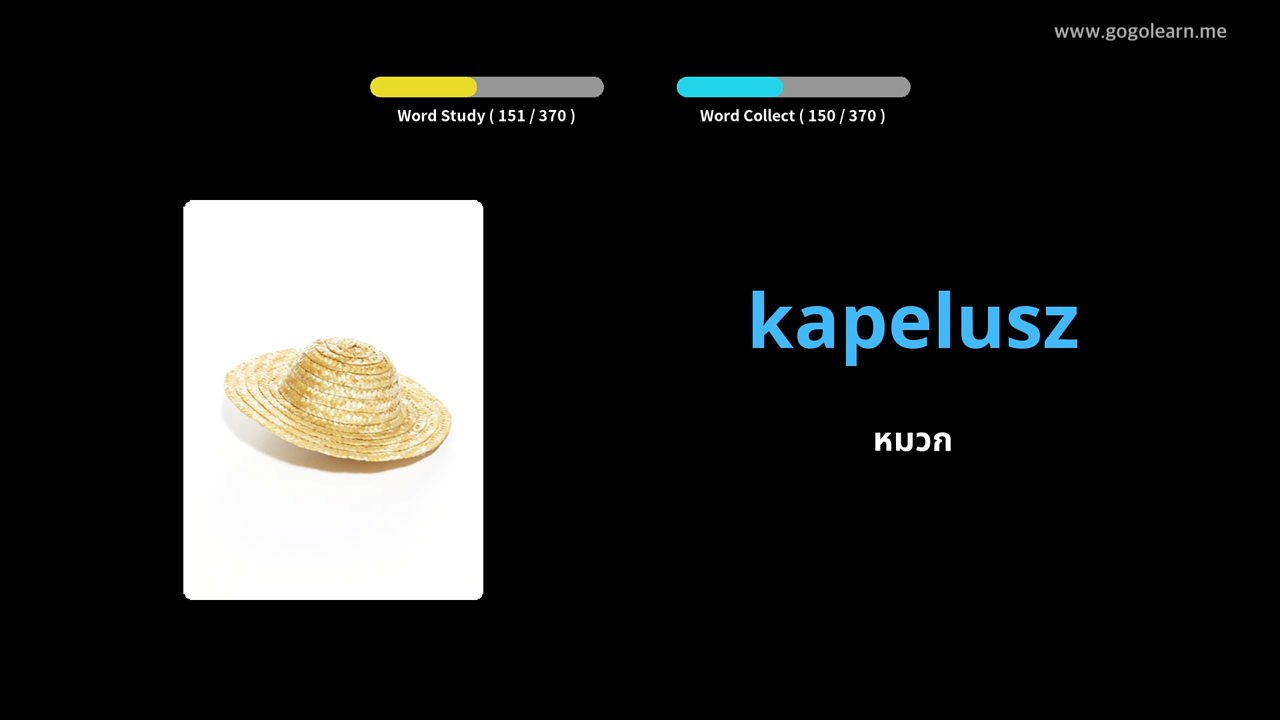 www.gogolearn.me
Word Study ( 151 / 370 )
Word Collect ( 150 / 370 )
kapelusz
หมวก